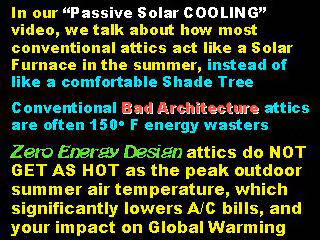 In our “Passive Solar COOLING”
video, we talk about how most
conventional attics act like a Solar
Furnace in the summer, instead of
like a comfortable Shade Tree
Conventional Bad Architecture attics
are often 150° F energy wasters
Zero Energy Design attics do NOT
GET AS HOT as the peak outdoor
summer air temperature, which
significantly lowers A/C bills, and
your impact on Global Warming